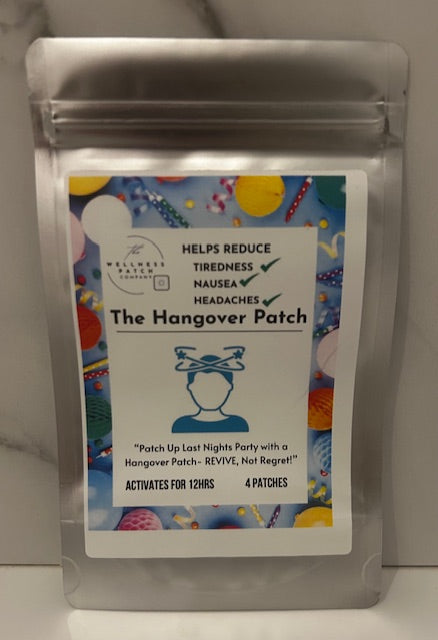 the
WELLNESS
PATCH
COMPANY
HELPS REDUCE
TIREDNESS
NAUSEA
HEADACHES
The Hangover Patch
“Patch Up Last Nights Party with a
Hangover Patch- REVIVE, Not Regret!”
ACTIVATES FOR 12HRS 4 PATCHES